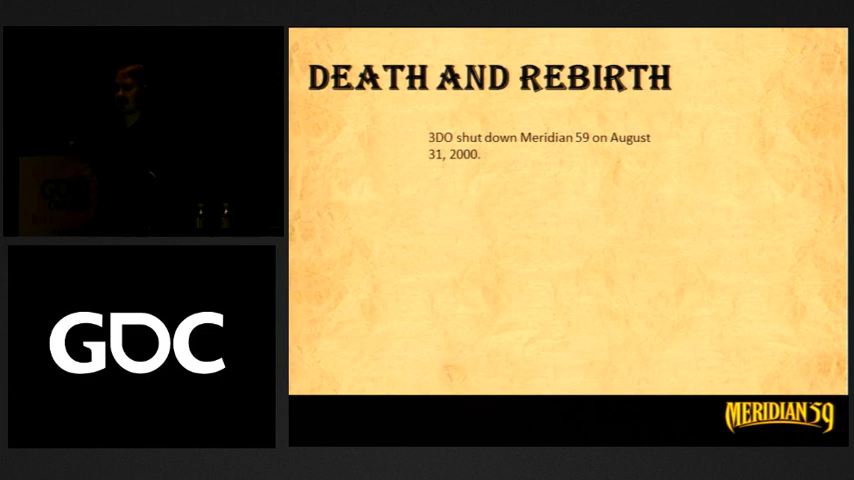 DEATH AND REBIRTH
3DO shut down Meridian 59 on August
31, 2000.
GDC
MERIDIAN 59